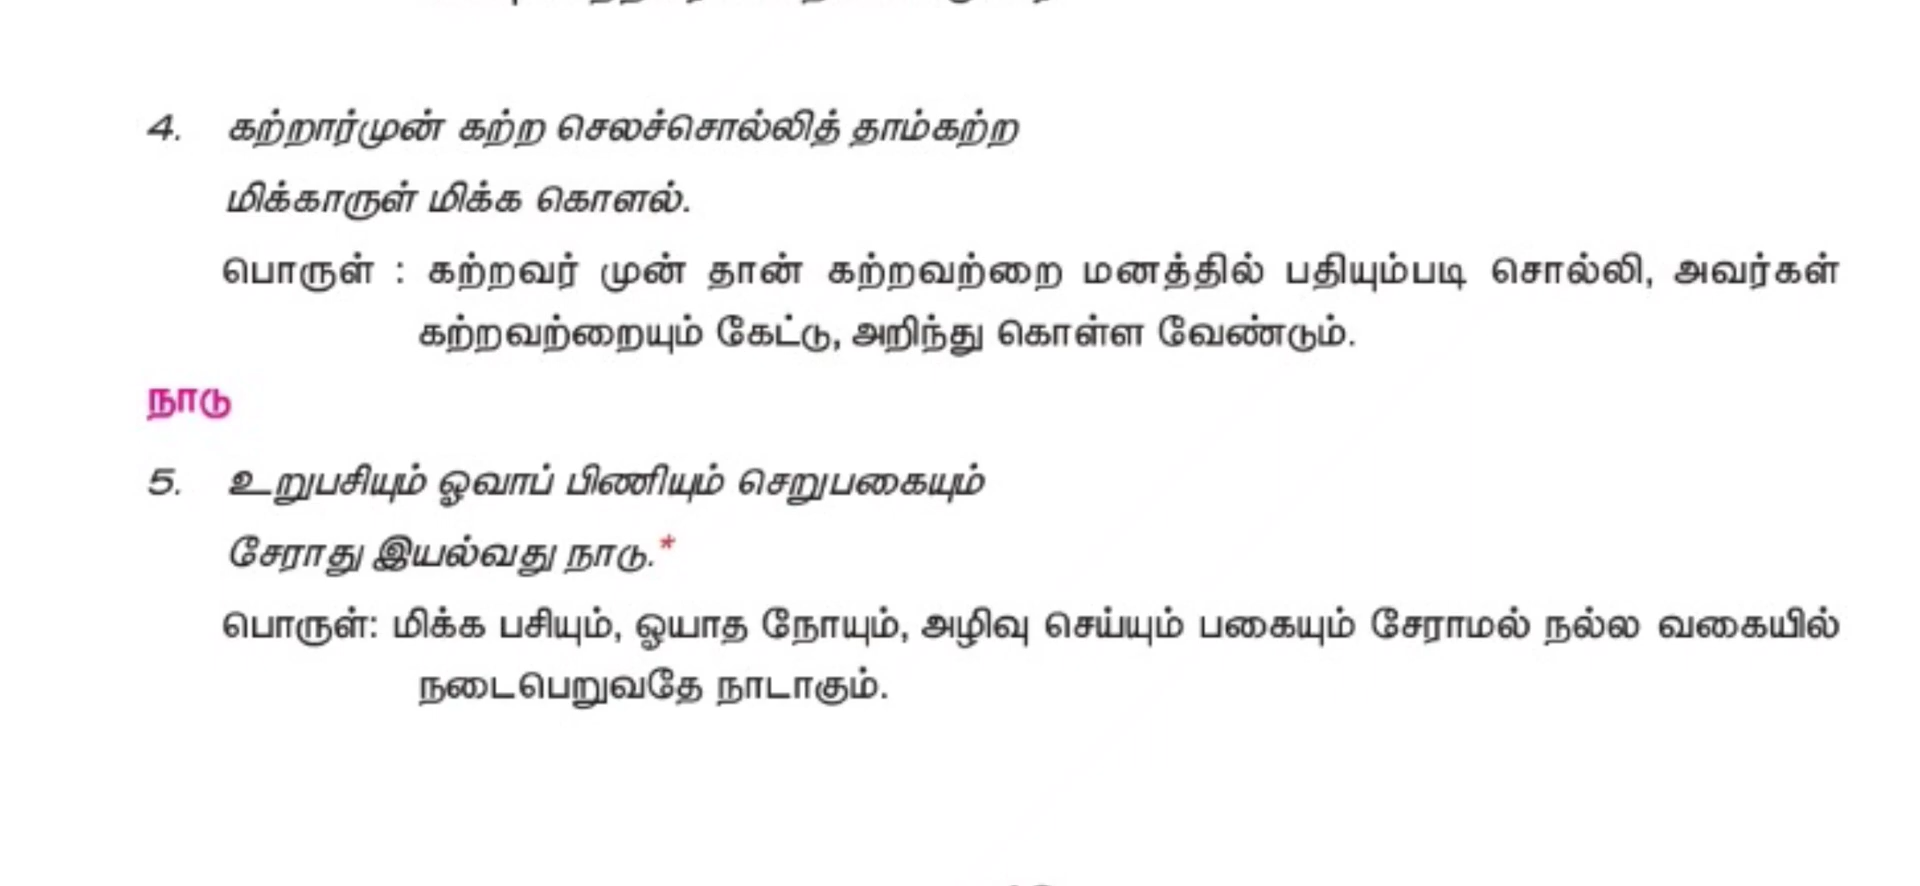 4. கற்றார்முன் கற்ற செலச்சொல்லித் தாம்கற்ற
மிக்காருள் மிக்க கொளல்.
பொருள் : கற்றவர் முன் தான் கற்றவற்றை மனத்தில் பதியும்படி சொல்லி, அவர்கள்
கற்றவற்றையும் கேட்டு, அறிந்து கொள்ள வேண்டும்.
நாடு
5. உறுபசியும் ஓவாப் பிணியும் செறுபகையும்
சேராது இயல்வது நாடு.*
பொருள்: மிக்க பசியும், ஓயாத நோயும், அழிவு செய்யும் பகையும் சேராமல் நல்ல வகையில்
நடைபெறுவதே நாடாகும்.